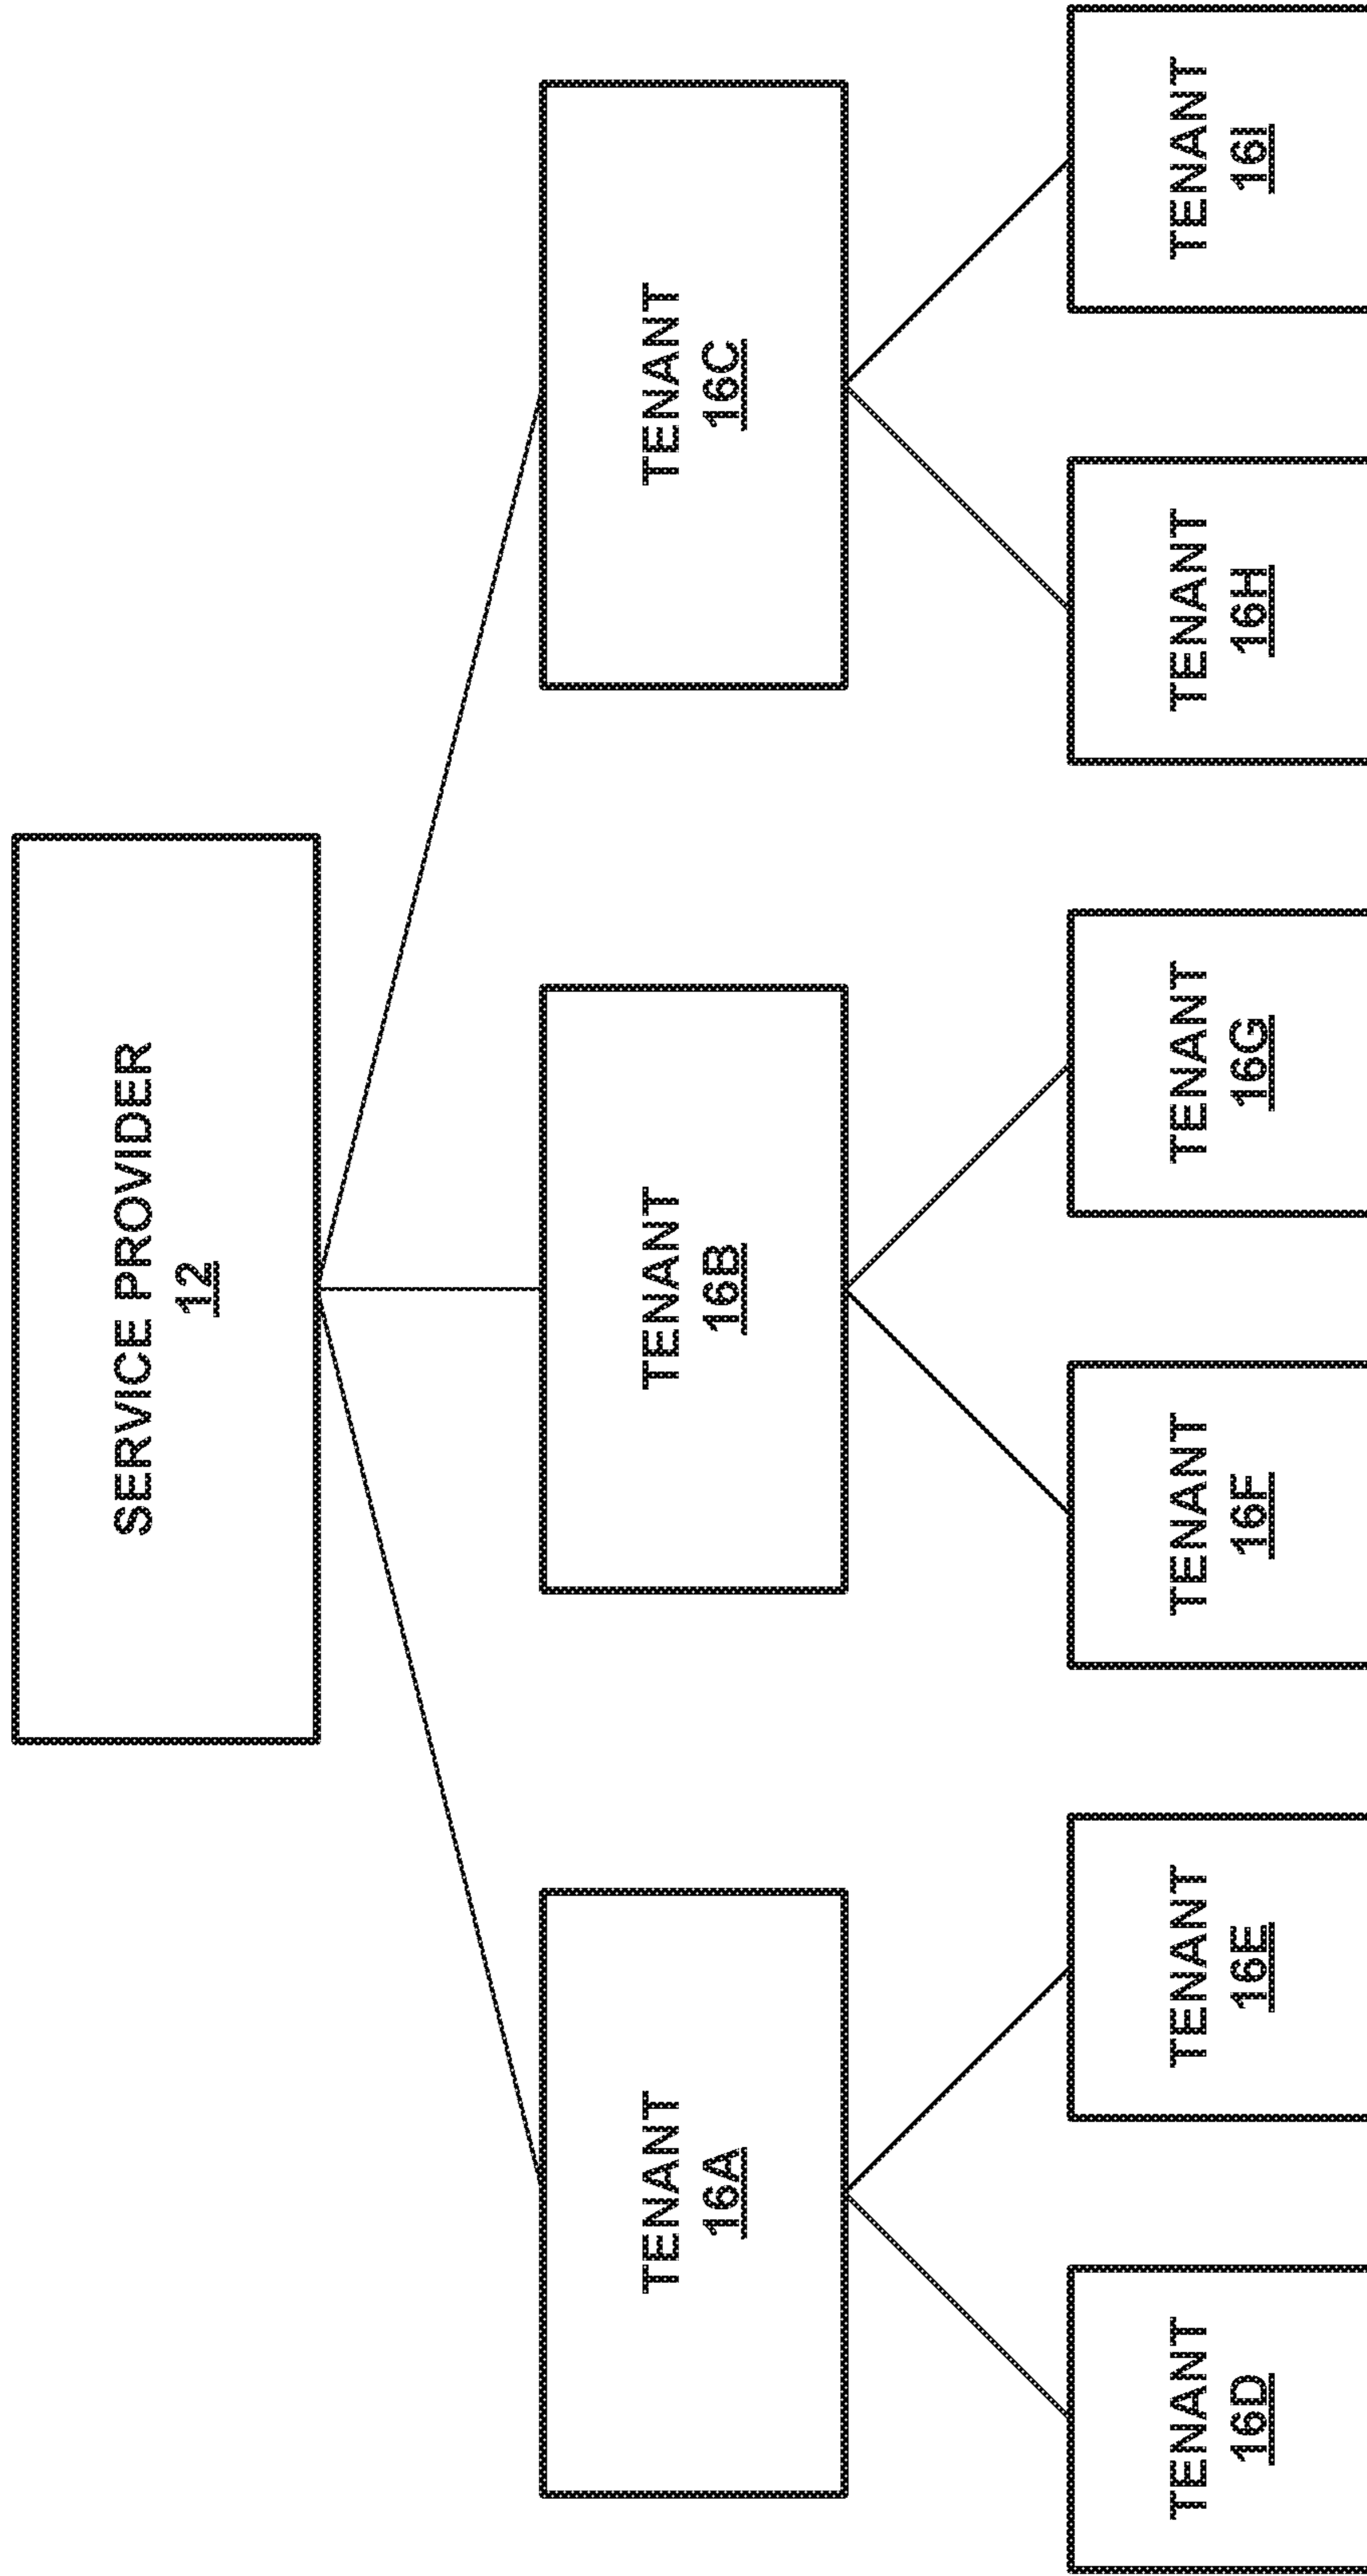 SERVICE PROVIDER
12
TENANT
16A
TENANT
16B
TENANT
16C
TENANT
16D
TENANT
16E
TENANT
16F
TENANT
16G
TENANT
16H
TENANT
16I